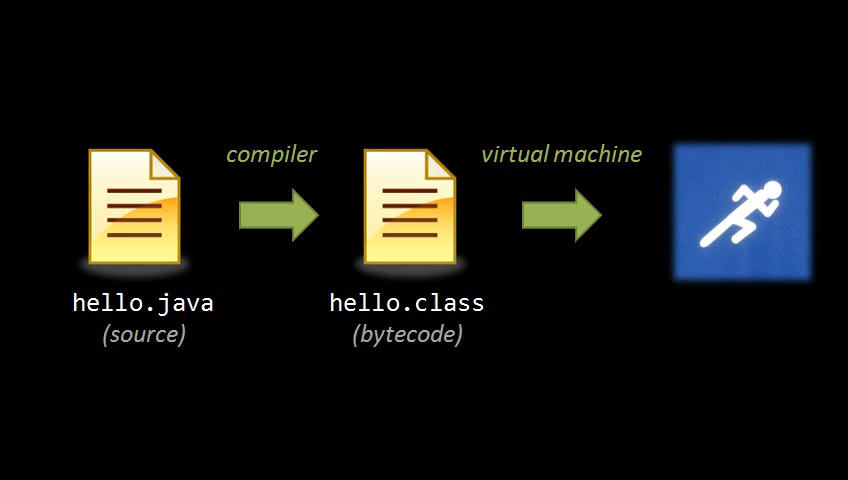 compiler
virtual machine
hello.java
(source)
hello.class
(bytecode)